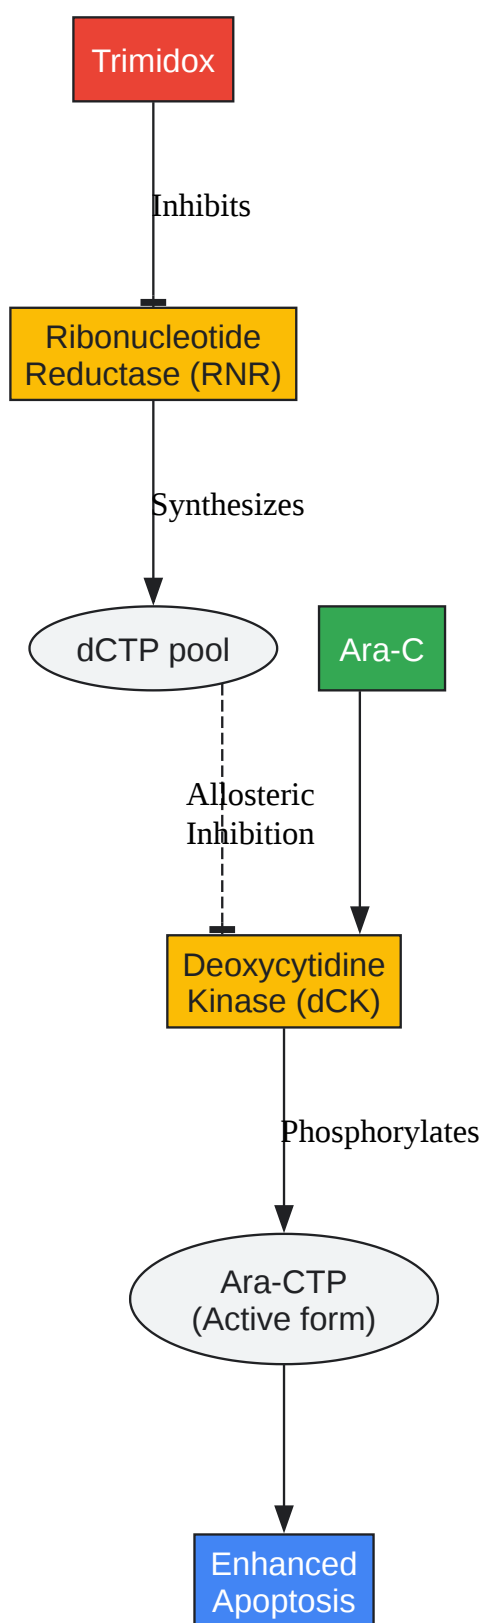 Trimidox
Inhibits
Ribonucleotide
Reductase (RNR)
Synthesizes
dCTP pool
Ara-C
Allosteric
Inhibition
Deoxycytidine
Kinase (dCK)
Phosphorylates
Ara-CTP
(Active form)
Enhanced
Apoptosis